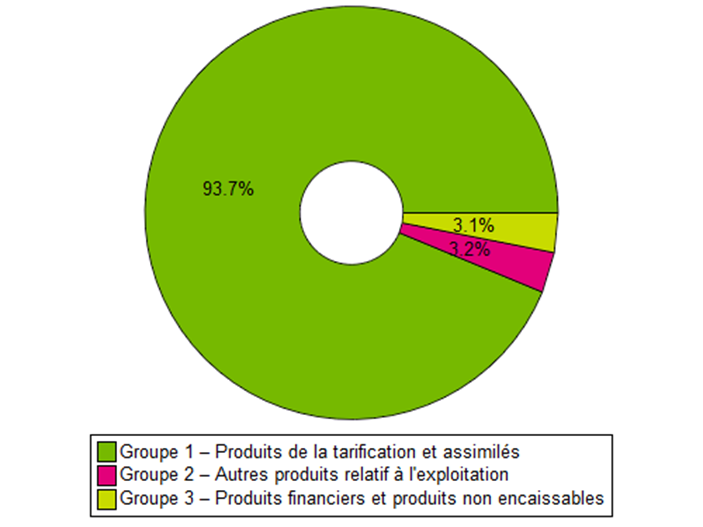 93.7%
3.1%
3.2%
Groupe 1 – Produits de la tarification et assimilés
Groupe 2 – Autres produits relatif à l'exploitation
Groupe 3 – Produits financiers et produits non encaissables